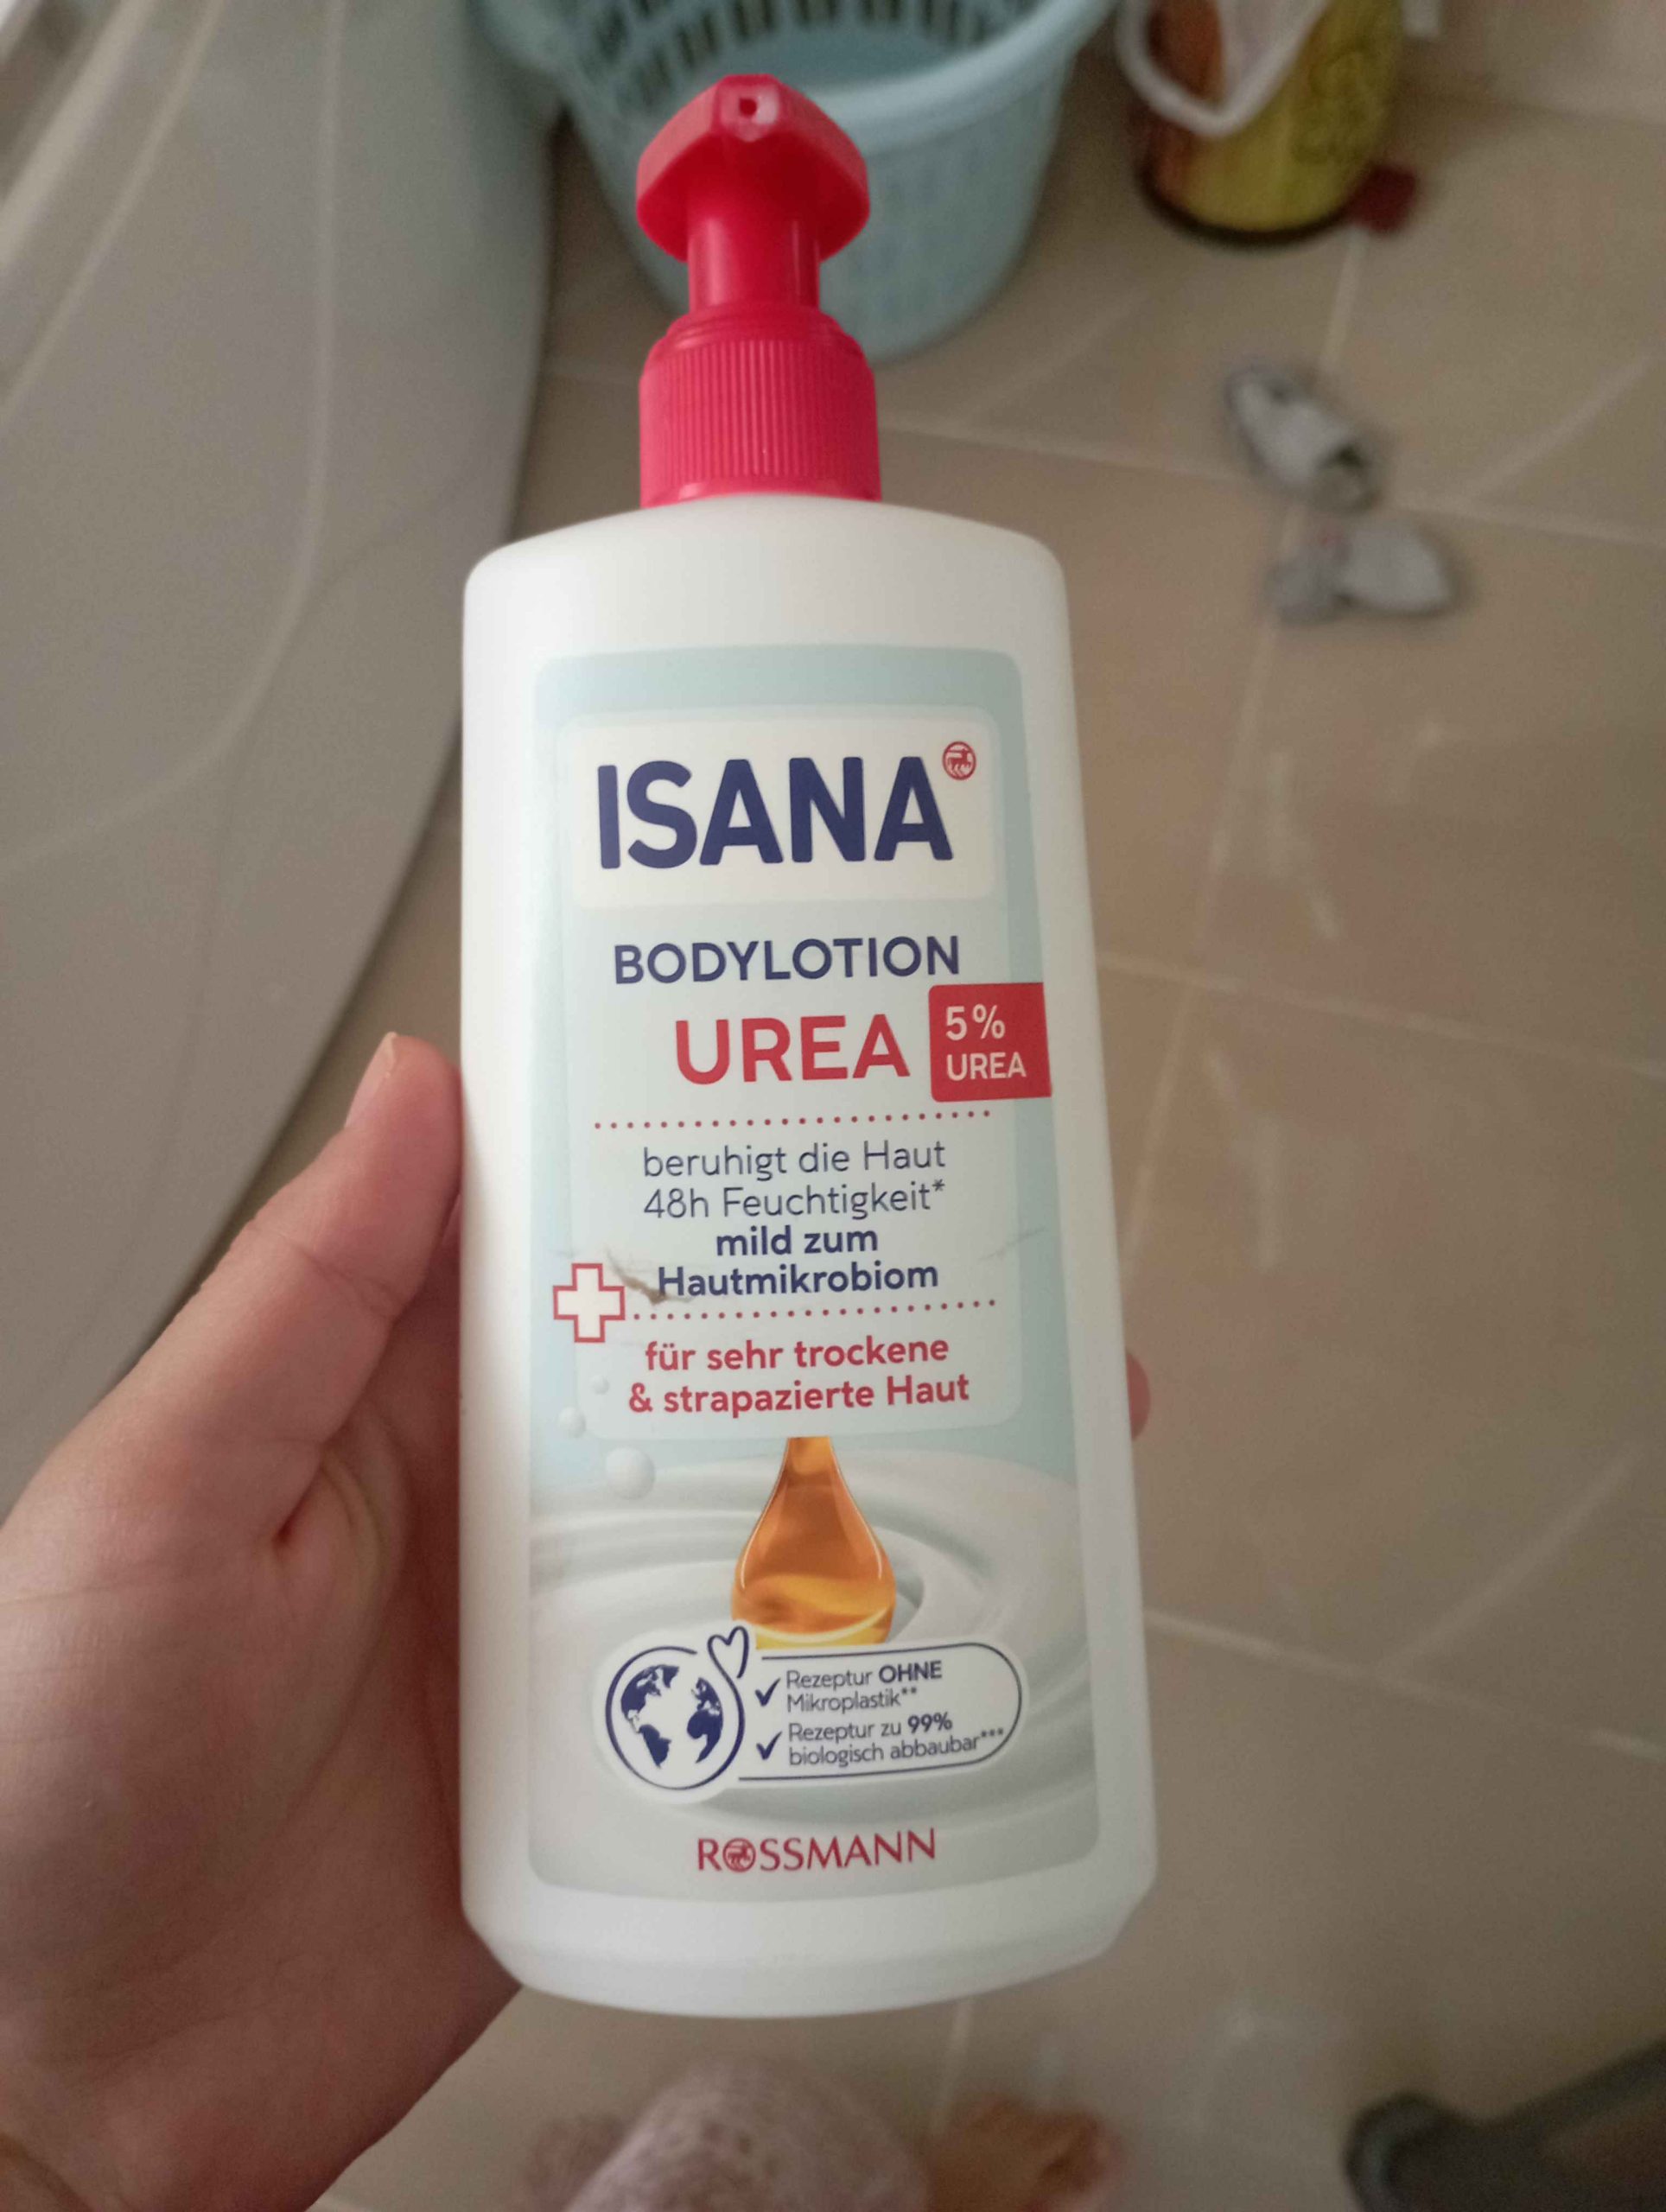 ISANA
BODYLOTION
UREA
5%
UREA
beruhigt die Haut
48h Feuchtigkeit*
mild zum
Hautmikrobiom
für sehr trockene
& strapazierte Haut
Rezeptur OHNE
Mikroplastik**
Rezeptur zu 99%
biologisch abbaubar***
ROSSMANN